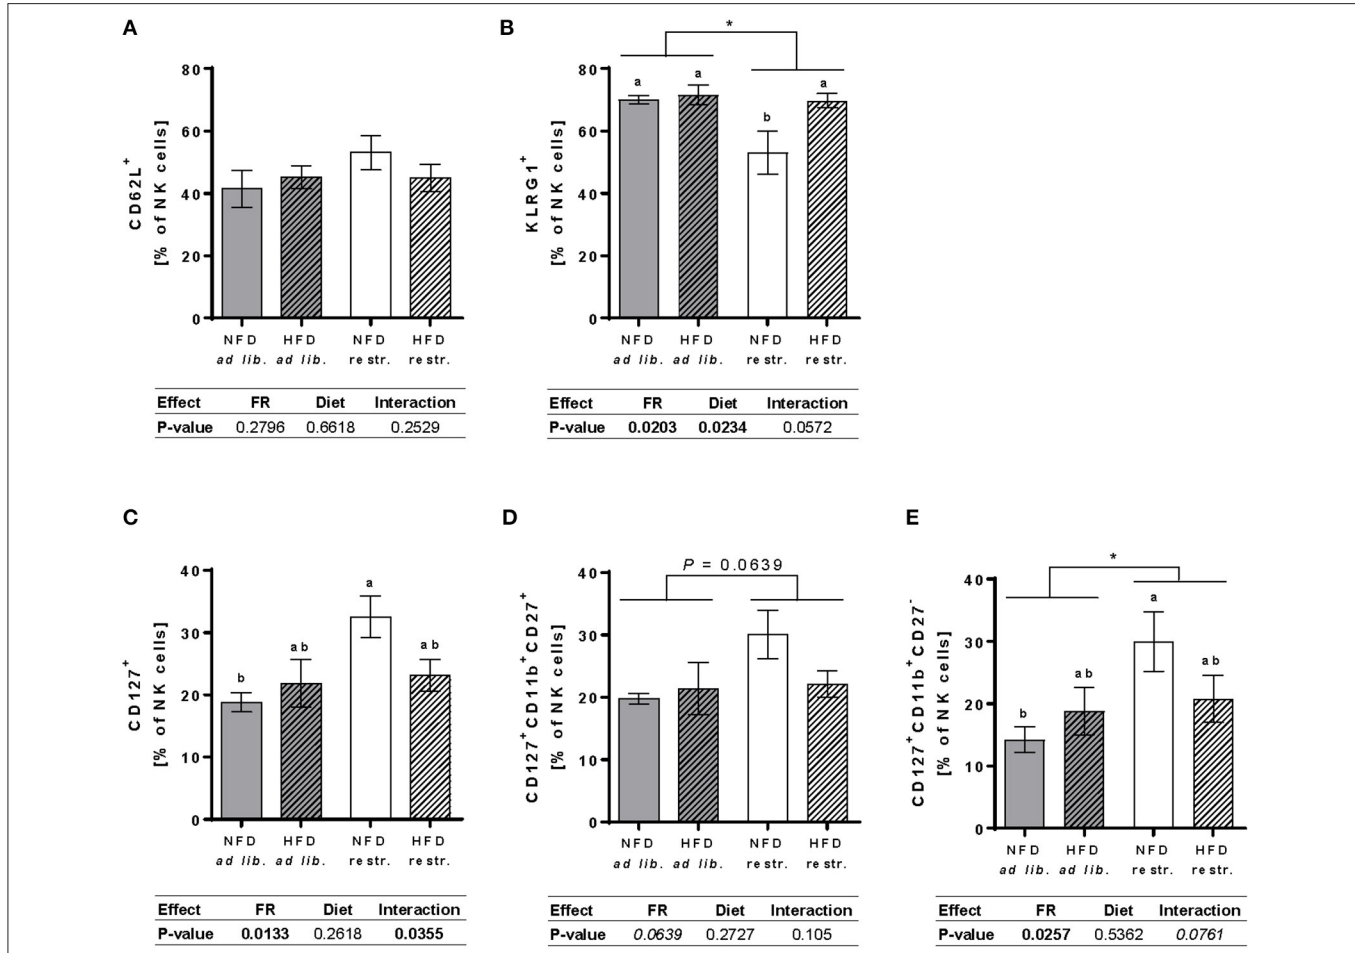 A
CD62L+
[% of NK cells]
80
60
40
20
0
NFD HFD NFD HFD
ad lib. ad lib. restr. restr.
Effect FR Diet Interaction
P-value 0.2796 0.6618 0.2529
B
*
KLRG1+
[% of NK cells]
80
60
40
20
0
a a b a
NFD HFD NFD HFD
ad lib. ad lib. restr. restr.
Effect FR Diet Interaction
P-value 0.0203 0.0234 0.0572
C
CD127+
[% of NK cells]
40
30
20
10
0
b ab a ab
NFD HFD NFD HFD
ad lib. ad lib. restr. restr.
Effect FR Diet Interaction
P-value 0.0133 0.2618 0.0355
D
P = 0.0639
CD127+CD11b+CD27+
[% of NK cells]
40
30
20
10
0
NFD HFD NFD HFD
ad lib. ad lib. restr. restr.
Effect FR Diet Interaction
P-value 0.0639 0.2727 0.105
E
*
CD127+CD11b+CD27-
[% of NK cells]
40
30
20
10
0
b ab a ab
NFD HFD NFD HFD
ad lib. ad lib. restr. restr.
Effect FR Diet Interaction
P-value 0.0257 0.5362 0.0761